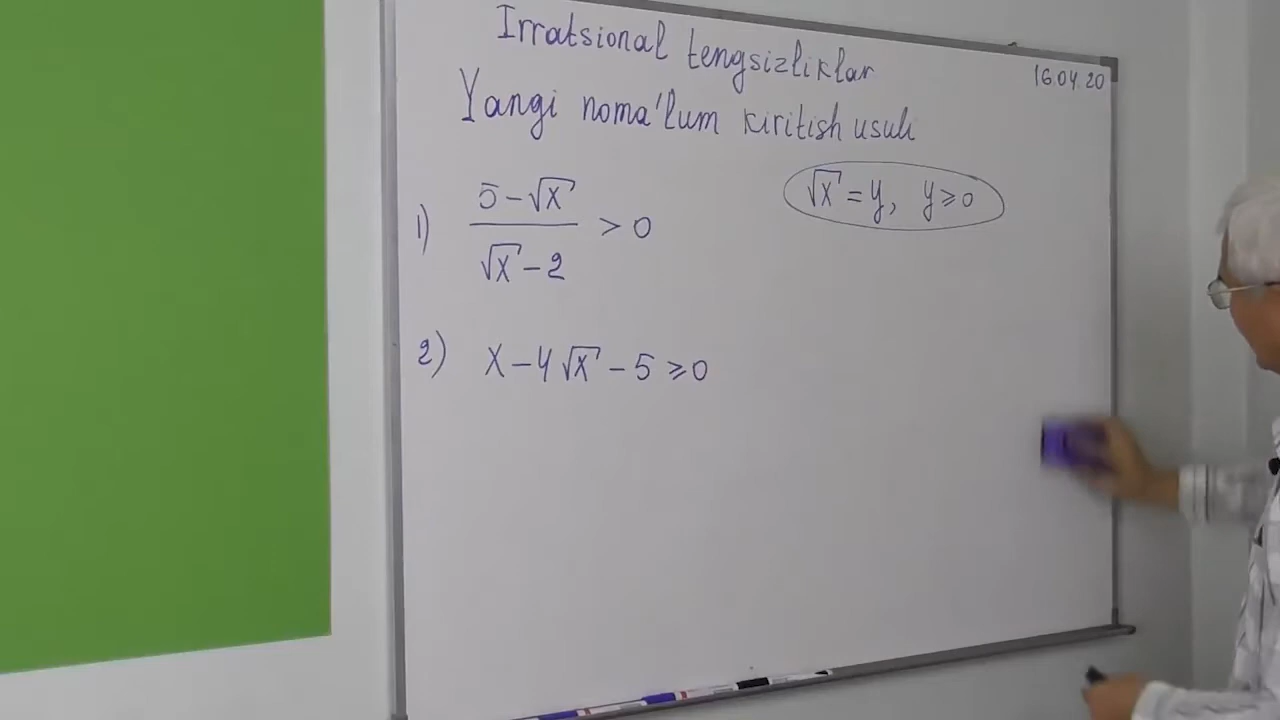 Irratsional tengsizliklar
16.04.20
Yangi noma'lum kiritish usuli
√x = y, y ⩾ 0
1) (5-√x)/(√x-2) > 0
2) x-4√x-5 ⩾ 0